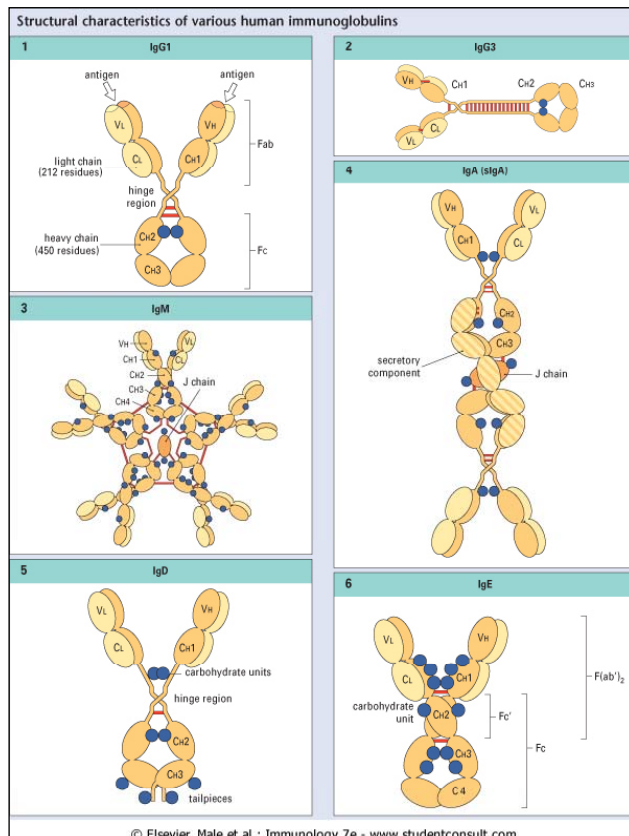 Structural characteristics of various human immunoglobulins
1 IgG1
antigen antigen
VL VH
Fab
light chain
(212 residues)
CL CH1
hinge
region
heavy chain
(450 residues)
CH2
Fc
CH3
2 IgG3
VH CH1 CH2 CH3
VL CL
3 IgM
VH VL
CH1 CL
CH2
CH3
CH4
J chain
4 IgA (sIgA)
VH VL
CH1 CL
CH2
CH3
secretory
component
J chain
5 IgD
VL VH
CL CH1
carbohydrate units
hinge region
CH2
CH3
tailpieces
6 IgE
VL VH
CL CH1
F(ab')2
carbohydrate
unit
CH2
Fc'
Fc
CH3
C 4
© Elsevier. Male et al : Immunology 7e - www.studentconsult.com